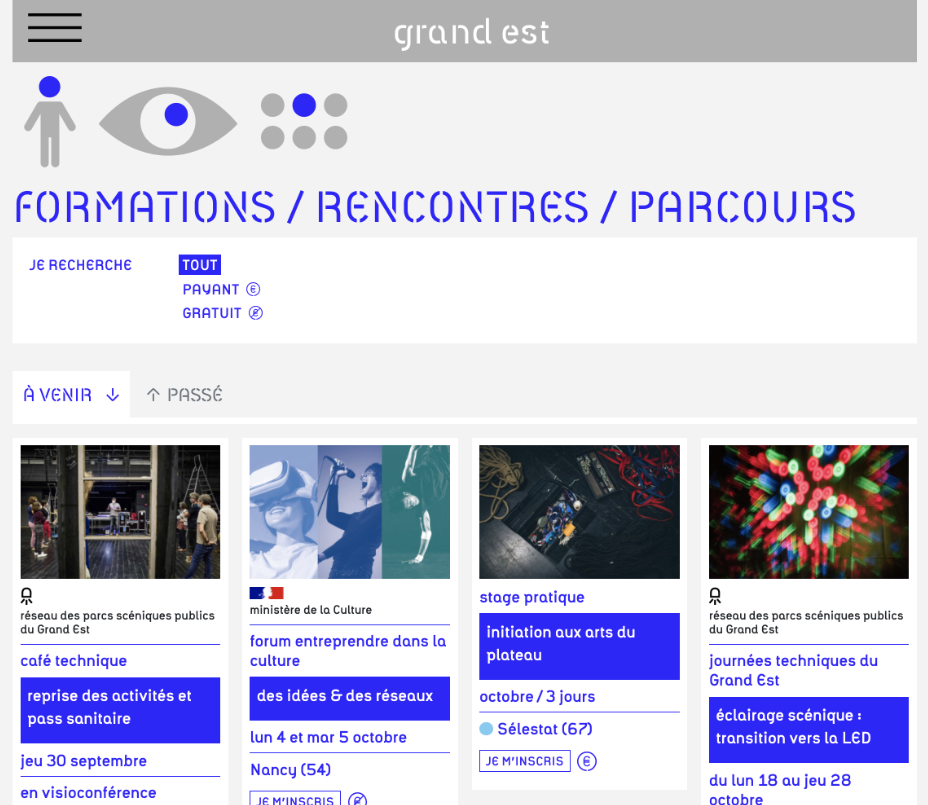 grand est
FORMATIONS / RENCONTRES / PARCOURS
JE RECHERCHE
TOUT
PAYANT €
GRATUIT
À VENIR ↓
↑ PASSÉ
réseau des parcs scéniques publics
du Grand Est
café technique
reprise des activités et
pass sanitaire
jeu 30 septembre
en visioconférence
ministère de la Culture
forum entreprendre dans la
culture
des idées & des réseaux
lun 4 et mar 5 octobre
Nancy (54)
JE M'INSCRIS
stage pratique
initiation aux arts du
plateau
octobre / 3 jours
Sélestat (67)
JE M'INSCRIS €
réseau des parcs scéniques publics
du Grand Est
journées techniques du
Grand Est
éclairage scénique :
transition vers la LED
du lun 18 au jeu 28
octobre